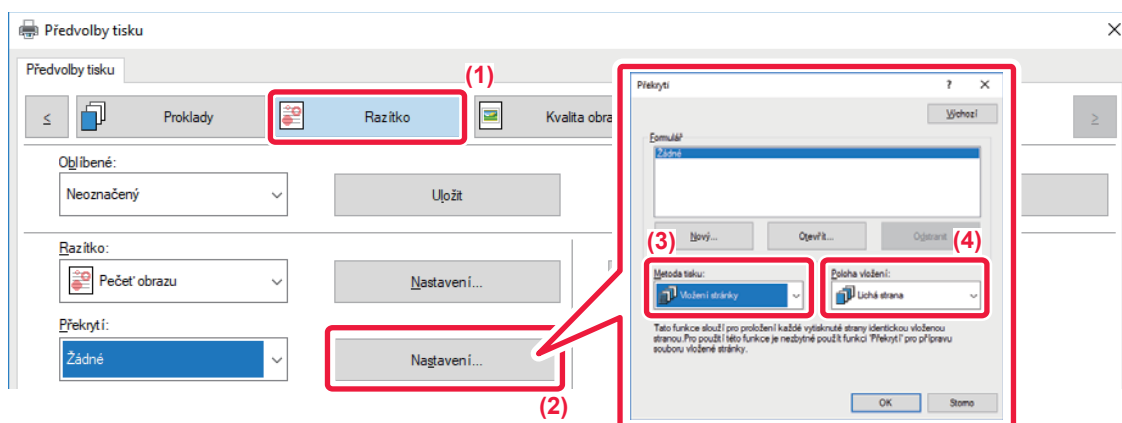 Předvolby tisku
Předvolby tisku
(1)
<
Proklady
Razítko
Kvalita obra
>
Oblíbené:
Neoznačený
Uložit
Razítko:
Pečeť obrazu
Nastavení...
Překrytí:
Žádné
Nastavení...
(2)
Překrytí
?
Výchozí
Formulář
Žádné
Nový...
Otevřít...
Odstranit
(3)
(4)
Metoda tisku:
Vložení stránky
Poloha vložení:
Lichá strana
Tato funkce slouží pro proložení každé vytisknuté strany identickou vloženou
stranou.Pro použití této funkce je nezbytné použít funkci 'Překrytí' pro přípravu
souboru vložené stránky.
OK
Storno